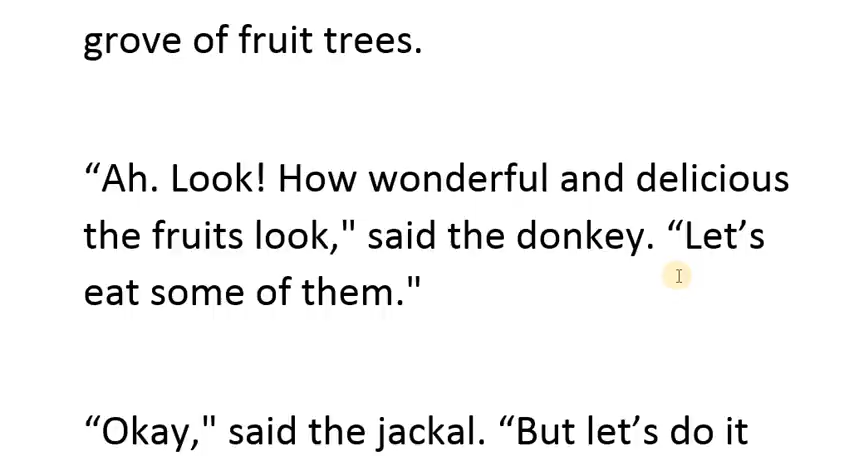 grove of fruit trees.
“Ah. Look! How wonderful and delicious
the fruits look," said the donkey. “Let’s
eat some of them."
“Okay," said the jackal. “But let’s do it